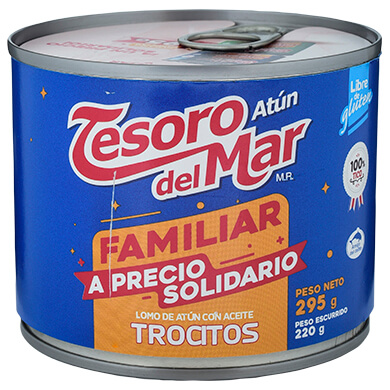 Atún
Tesoro
del Mar
M.R.
Libre
de
gluten
100%
TICO
FAMILIAR
A PRECIO
SOLIDARIO
LOMO DE ATÚN CON ACEITE
TROCITOS
PESO NETO
295 g
PESO ESCURRIDO
220 g